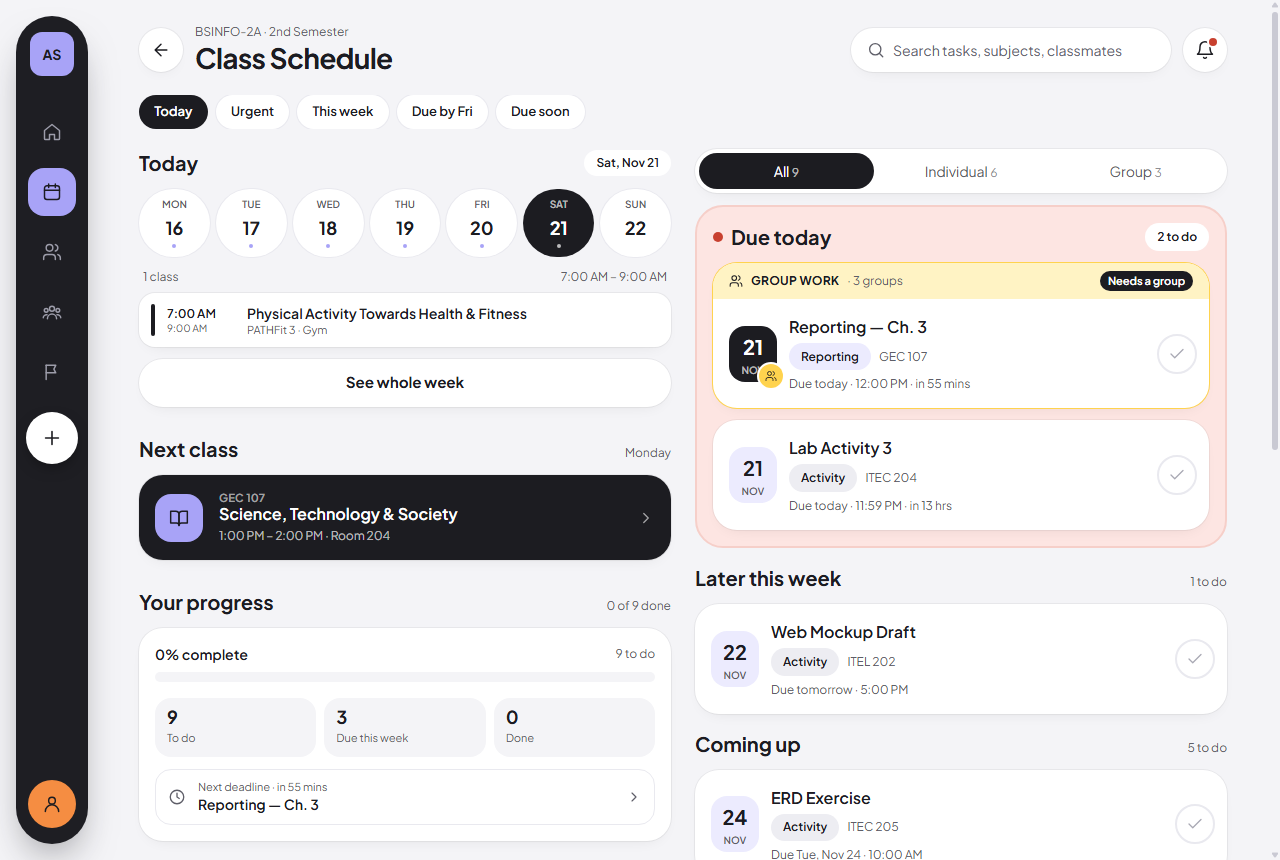 AS
BSINFO-2A · 2nd Semester
Class Schedule
Search tasks, subjects, classmates
Today
Urgent
This week
Due by Fri
Due soon
Today
Sat, Nov 21
MON
16
TUE
17
WED
18
THU
19
FRI
20
SAT
21
SUN
22
1 class
7:00 AM – 9:00 AM
7:00 AM
9:00 AM
Physical Activity Towards Health & Fitness
PATHFit 3 · Gym
See whole week
Next class
Monday
GEC 107
Science, Technology & Society
1:00 PM – 2:00 PM · Room 204
Your progress
0 of 9 done
0% complete
9 to do
9
To do
3
Due this week
0
Done
Next deadline · in 55 mins
Reporting — Ch. 3
All 9
Individual 6
Group 3
Due today
2 to do
GROUP WORK · 3 groups
Needs a group
21
Reporting — Ch. 3
Reporting GEC 107
Due today · 12:00 PM · in 55 mins
21
NOV
Lab Activity 3
Activity ITEC 204
Due today · 11:59 PM · in 13 hrs
Later this week
1 to do
22
NOV
Web Mockup Draft
Activity ITEL 202
Due tomorrow · 5:00 PM
Coming up
5 to do
24
NOV
ERD Exercise
Activity ITEC 205
Due Tue, Nov 24 · 10:00 AM